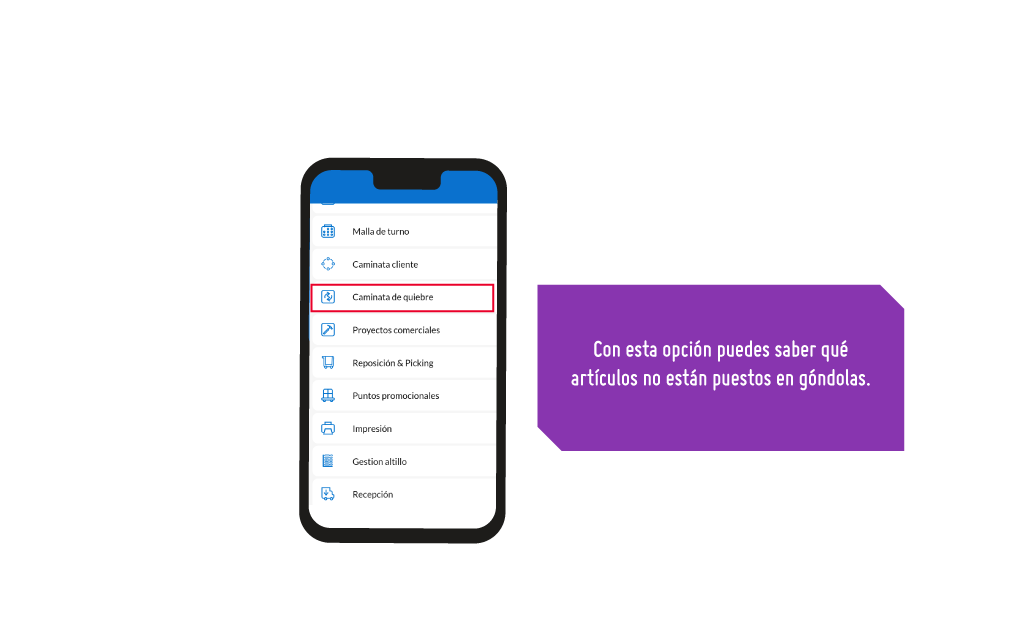 Malla de turno
Caminata cliente
Caminata de quiebre
Proyectos comerciales
Reposición & Picking
Puntos promocionales
Impresión
Gestion altillo
Recepción
Con esta opción puedes saber qué
artículos no están puestos en góndolas.